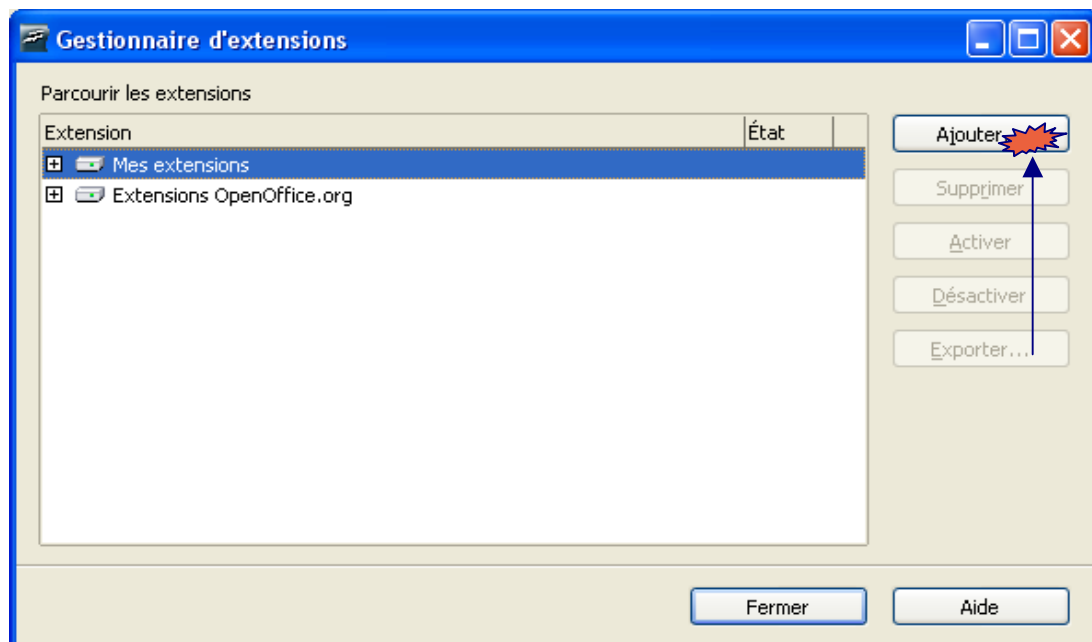 Gestionnaire d'extensions
Parcourir les extensions
Extension État
Mes extensions
Extensions OpenOffice.org
Ajouter
Supprimer
Activer
Désactiver
Exporter...
Fermer Aide